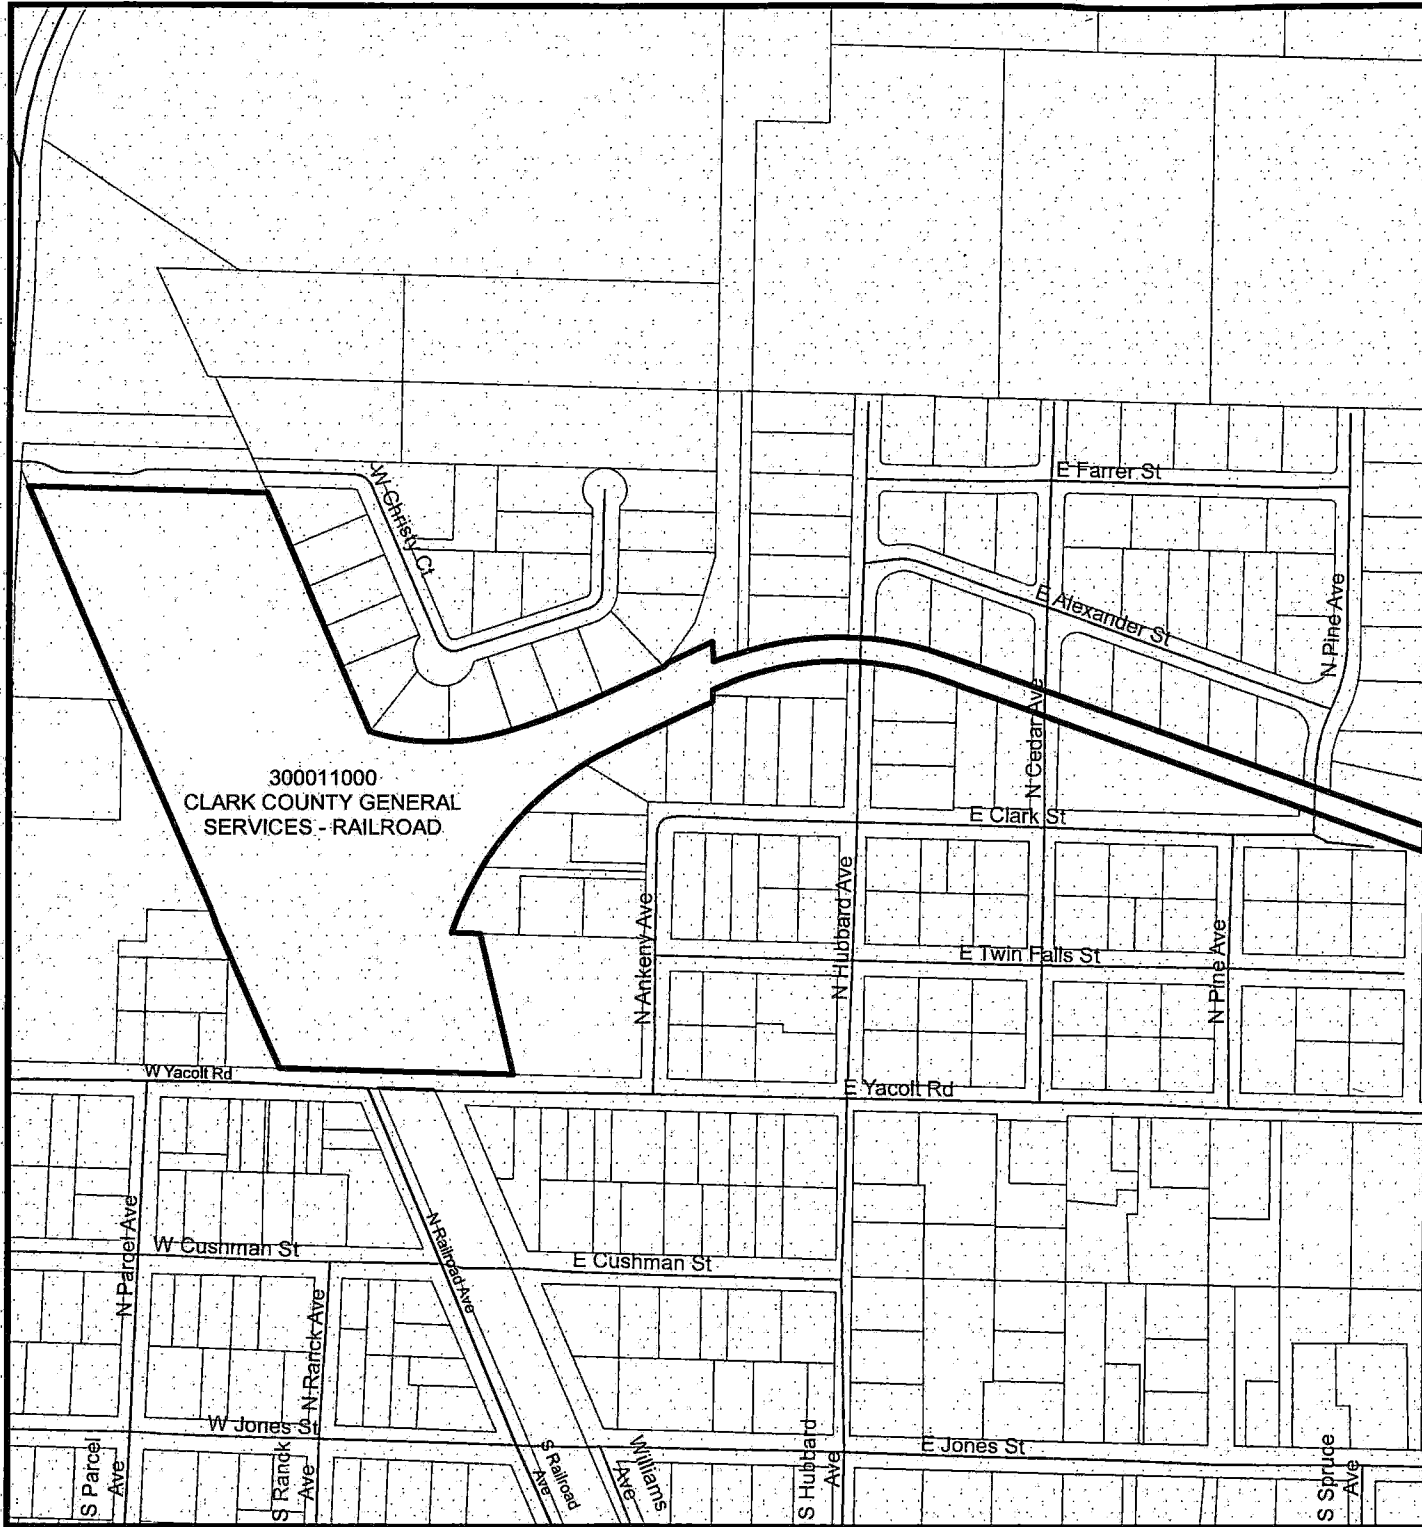 E Farrer St
W Christy Ct
E Alexander St
N Pine Ave
N Cedar Ave
300011000
CLARK COUNTY GENERAL
SERVICES - RAILROAD
E Clark St
N Hubbard Ave
N Ankeny Ave
E Twin Falls St
N Pine Ave
W Yacolt Rd
E Yacolt Rd
N Parcel Ave
W Cushman St
N Railroad Ave
E Cushman St
N Ranck Ave
W Jones St
E Jones St
S Parcel
Ave
S Ranck
Ave
S Railroad
Ave
Williams
Ave
S Hubbard
Ave
S Spruce
Ave